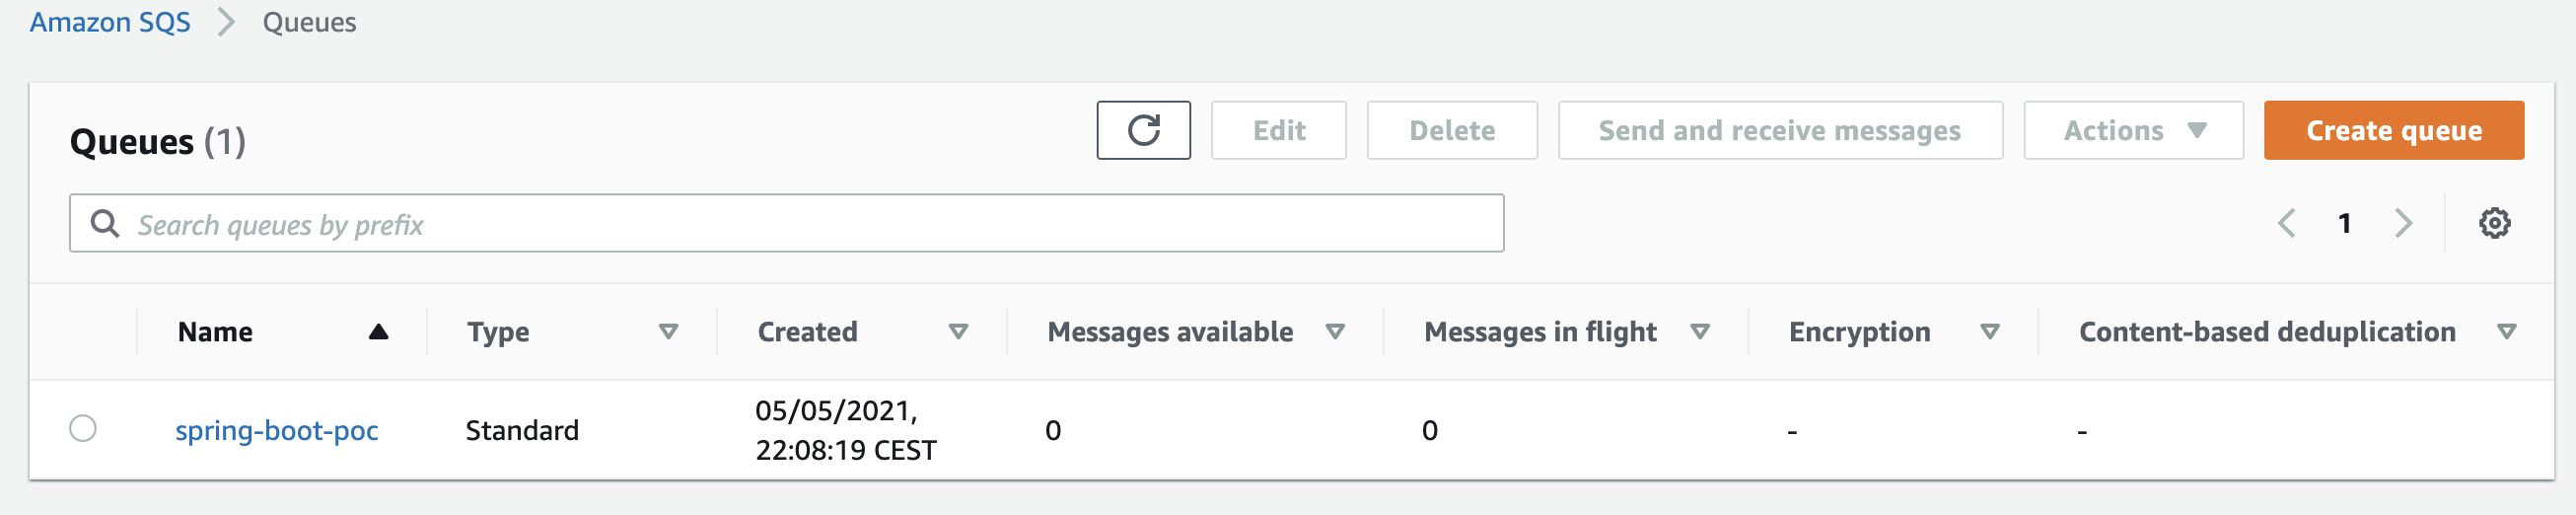 Amazon SQS Queues
Queues (1) Edit Delete Send and receive messages Actions Create queue
Search queues by prefix 1
Name Type Created Messages available Messages in flight Encryption Content-based deduplication
spring-boot-poc Standard 05/05/2021, 0 0 - -
22:08:19 CEST